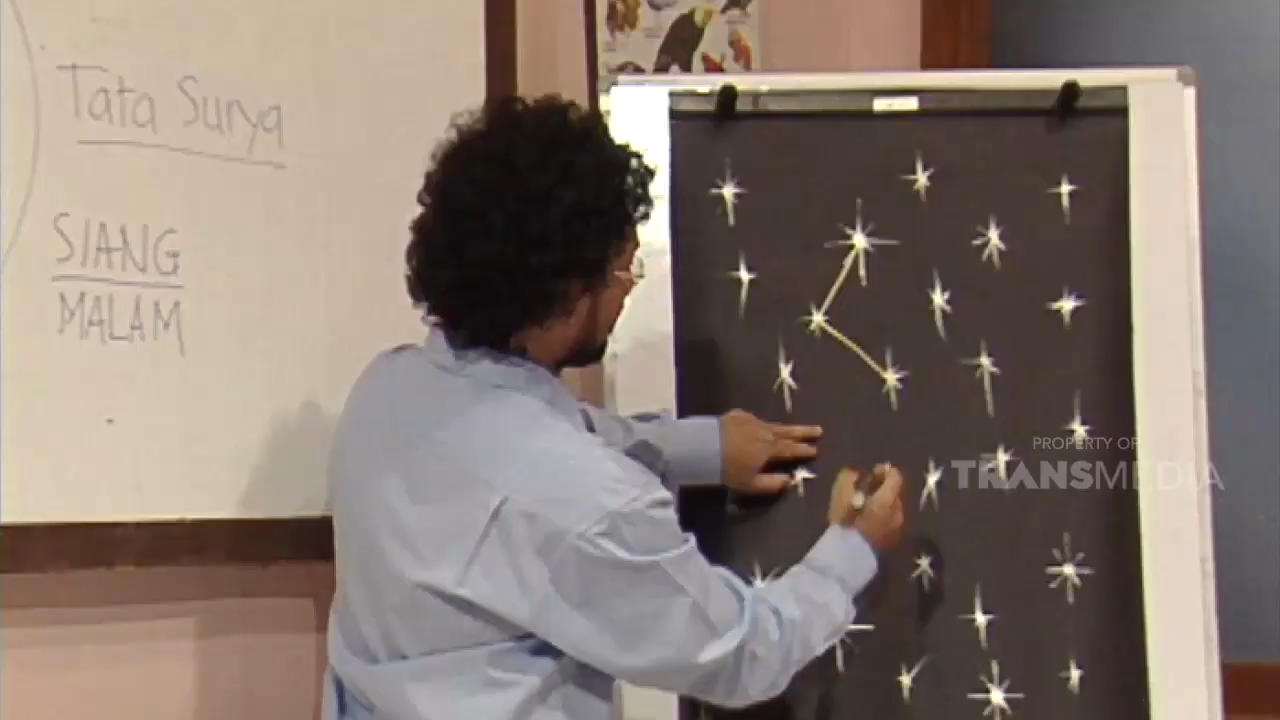 Tata Surya
SIANG
MALAM
PROPERTY OF
TRANSMEDIA